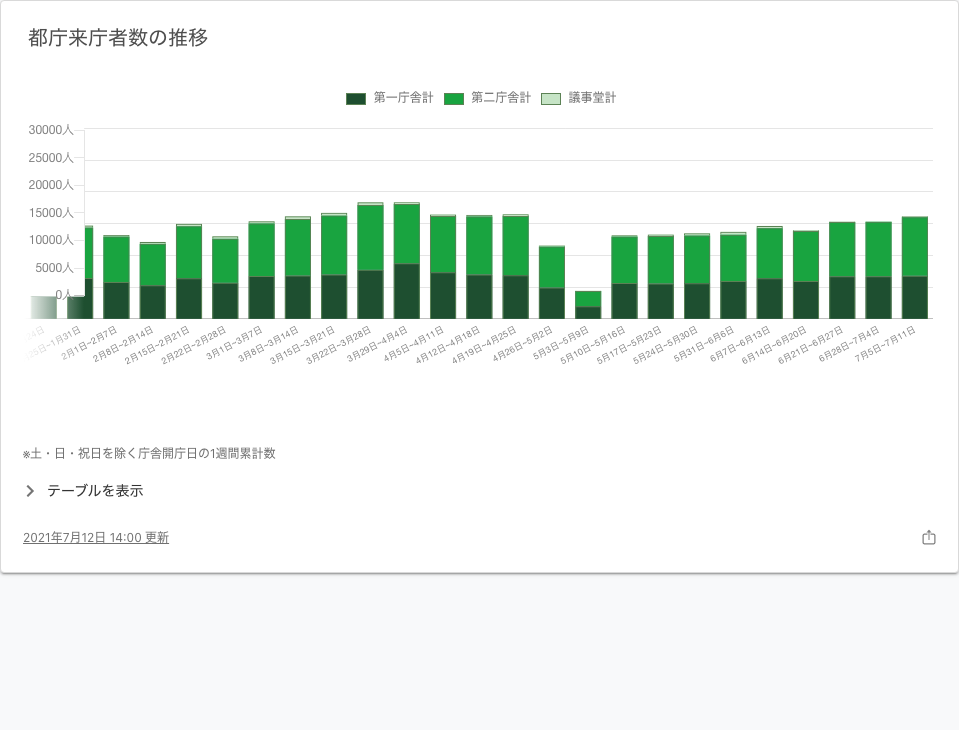 都庁来庁者数の推移
第一庁舎計 第二庁舎計 議事堂計
30000人
25000人
20000人
15000人
10000人
5000人
0人
2月1日~2月7日
2月8日~2月14日
2月15日~2月21日
2月22日~2月28日
3月1日~3月7日
3月8日~3月14日
3月15日~3月21日
3月22日~3月28日
3月29日~4月4日
4月5日~4月11日
4月12日~4月18日
4月19日~4月25日
4月26日~5月2日
5月3日~5月9日
5月10日~5月16日
5月17日~5月23日
5月24日~5月30日
5月31日~6月6日
6月7日~6月13日
6月14日~6月20日
6月21日~6月27日
6月28日~7月4日
7月5日~7月11日
※土・日・祝日を除く庁舎開庁日の1週間累計数
テーブルを表示
2021年7月12日 14:00 更新